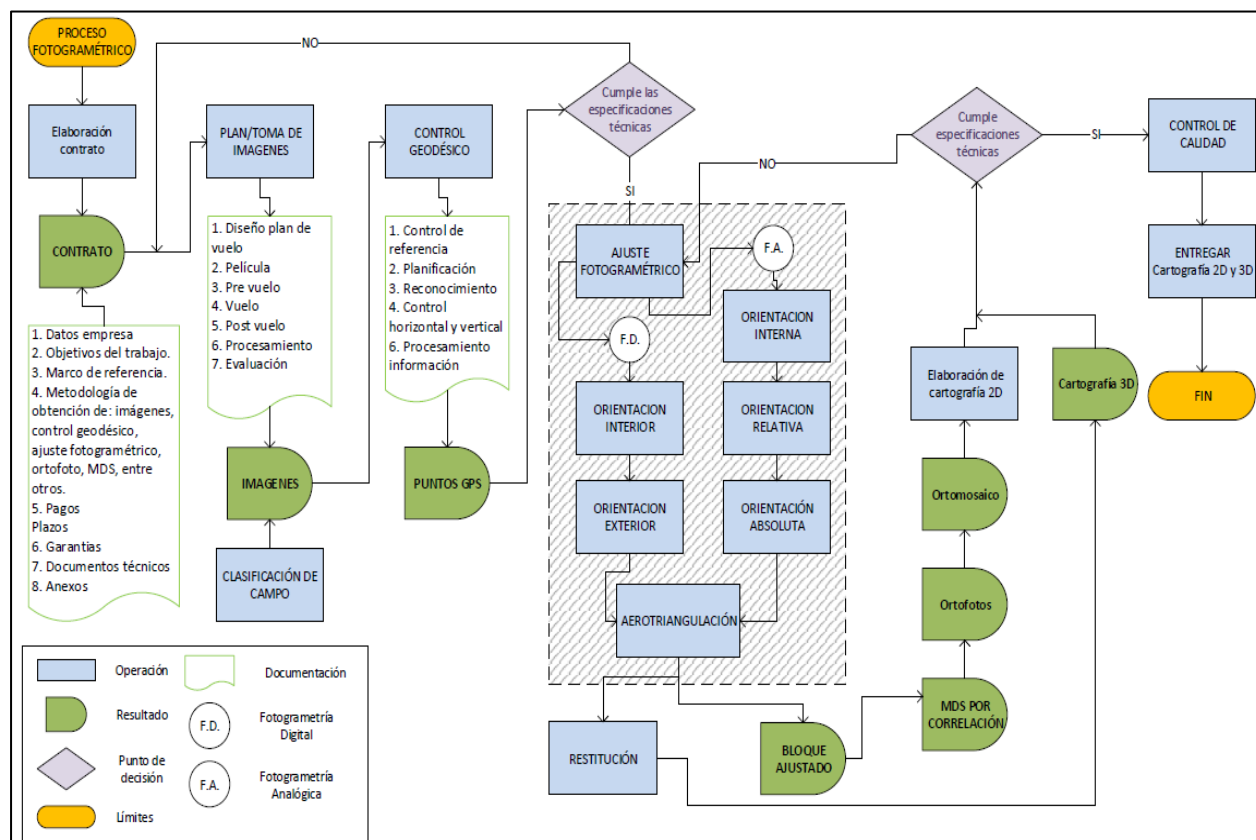 PROCESO
FOTOGRAMÉTRICO
Elaboración
contrato
CONTRATO
1. Datos empresa
2. Objetivos del trabajo.
3. Marco de referencia.
4. Metodología de
obtención de: imágenes,
control geodésico,
ajuste fotogramétrico,
ortofoto, MDS, entre
otros.
5. Pagos
Plazos
6. Garantías
7. Documentos técnicos
8. Anexos
NO
PLAN/TOMA DE
IMAGENES
1. Diseño plan de
vuelo
2. Película
3. Pre vuelo
4. Vuelo
5. Post vuelo
6. Procesamiento
7. Evaluación
IMAGENES
CLASIFICACIÓN DE
CAMPO
CONTROL
GEODÉSICO
1. Control de
referencia
2. Planificación
3. Reconocimiento
4. Control
horizontal y vertical
6. Procesamiento
información
PUNTOS GPS
Cumple las
especificaciones
técnicas
SI
AJUSTE
FOTOGRAMÉTRICO
F.A.
F.D.
ORIENTACION
INTERIOR
ORIENTACION
EXTERIOR
ORIENTACION
INTERNA
ORIENTACION
RELATIVA
ORIENTACIÓN
ABSOLUTA
AEROTRIANGULACIÓN
RESTITUCIÓN
BLOQUE
AJUSTADO
MDS POR
CORRELACIÓN
Ortofotos
Ortomosaico
Elaboración de
cartografía 2D
Cartografía 3D
NO
Cumple
especificaciones
técnicas
SI
CONTROL DE
CALIDAD
ENTREGAR
Cartografía 2D y 3D
FIN
Operación
Documentación
Resultado
F.D.
Fotogrametría
Digital
Punto de
decisión
F.A.
Fotogrametría
Analógica
Límites